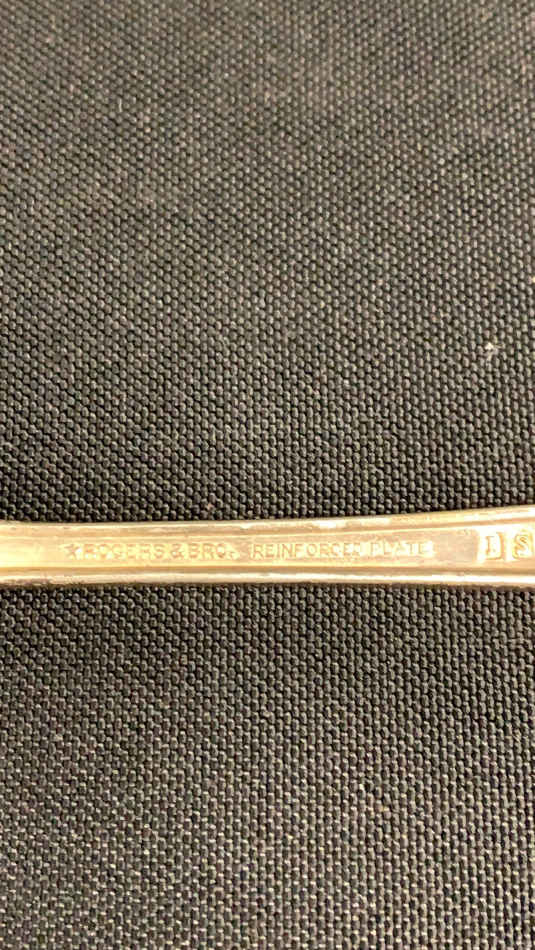 ★ROGERS & BRO. REINFORCED PLATE I S